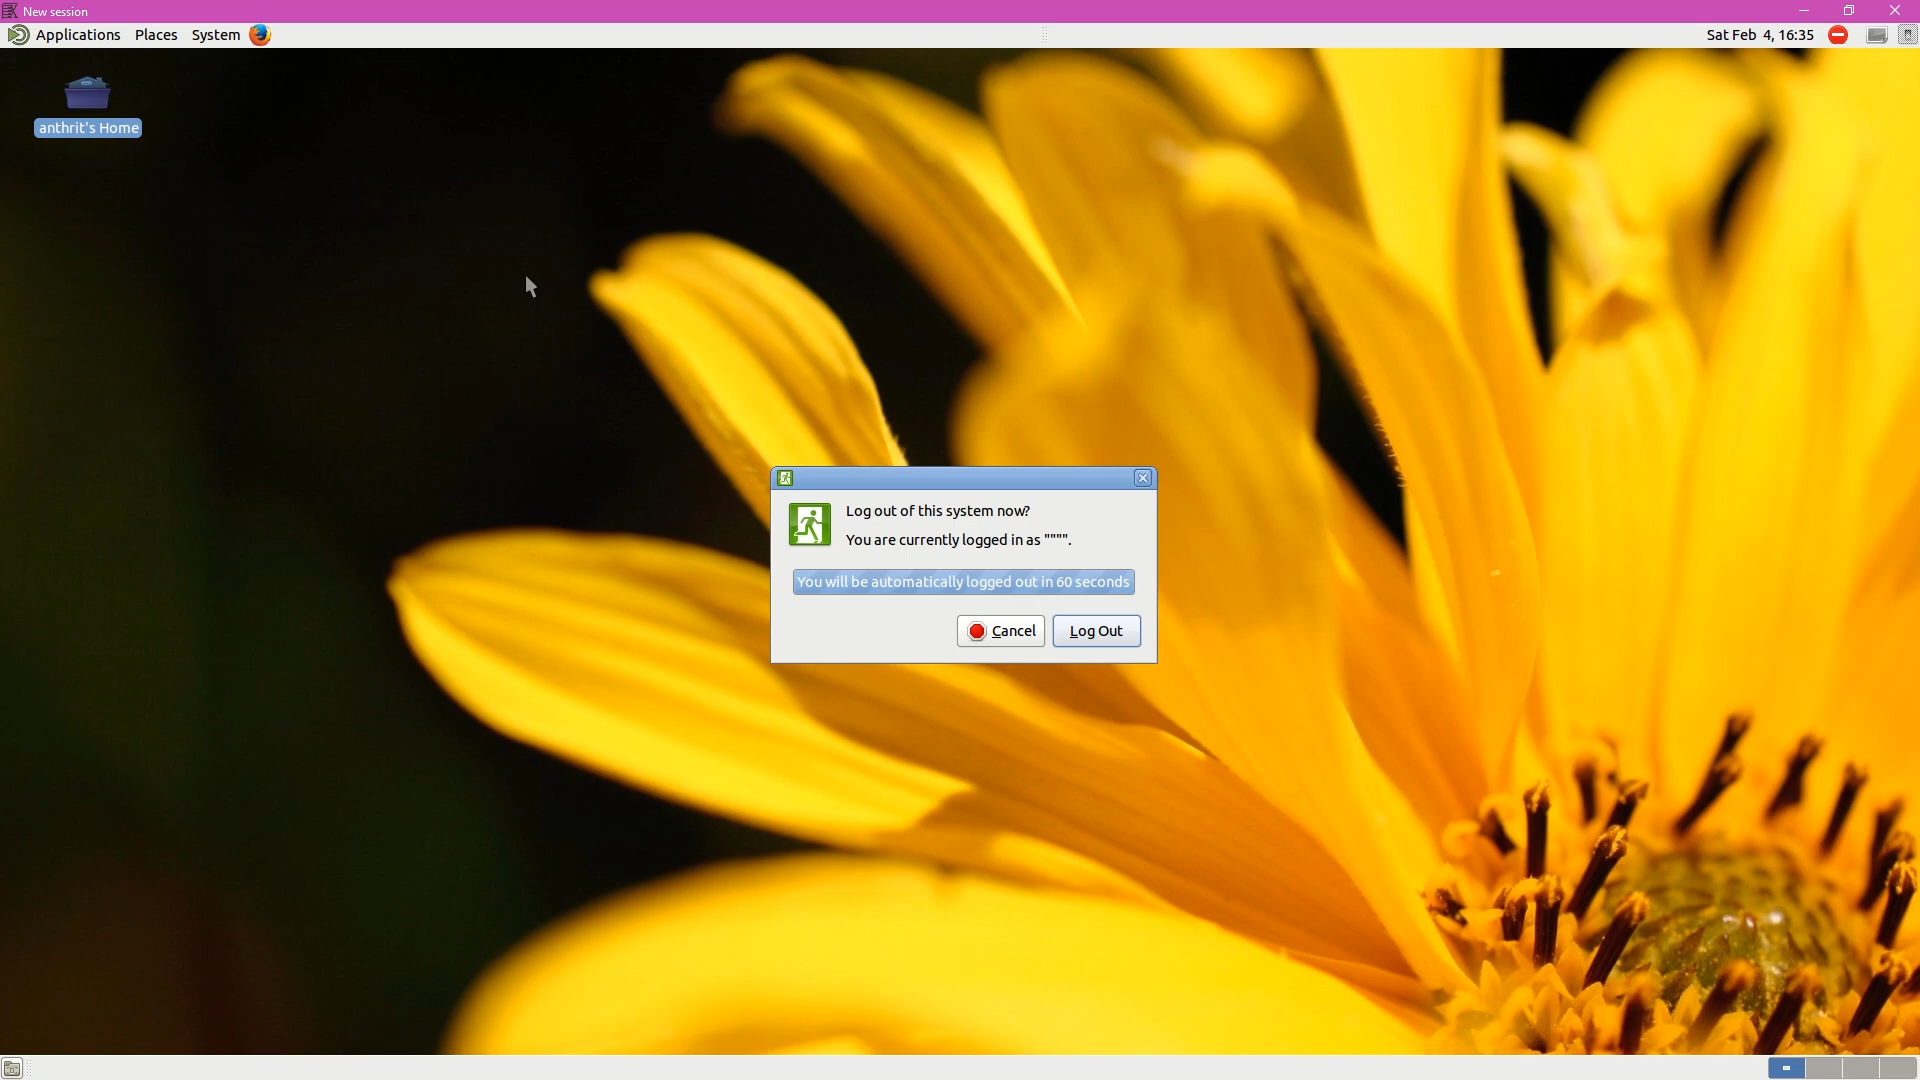 New session
Applications Places System Sat Feb 4, 16:35
anthrit's Home
Log out of this system now?
You are currently logged in as """".
You will be automatically logged out in 60 seconds
Cancel Log Out